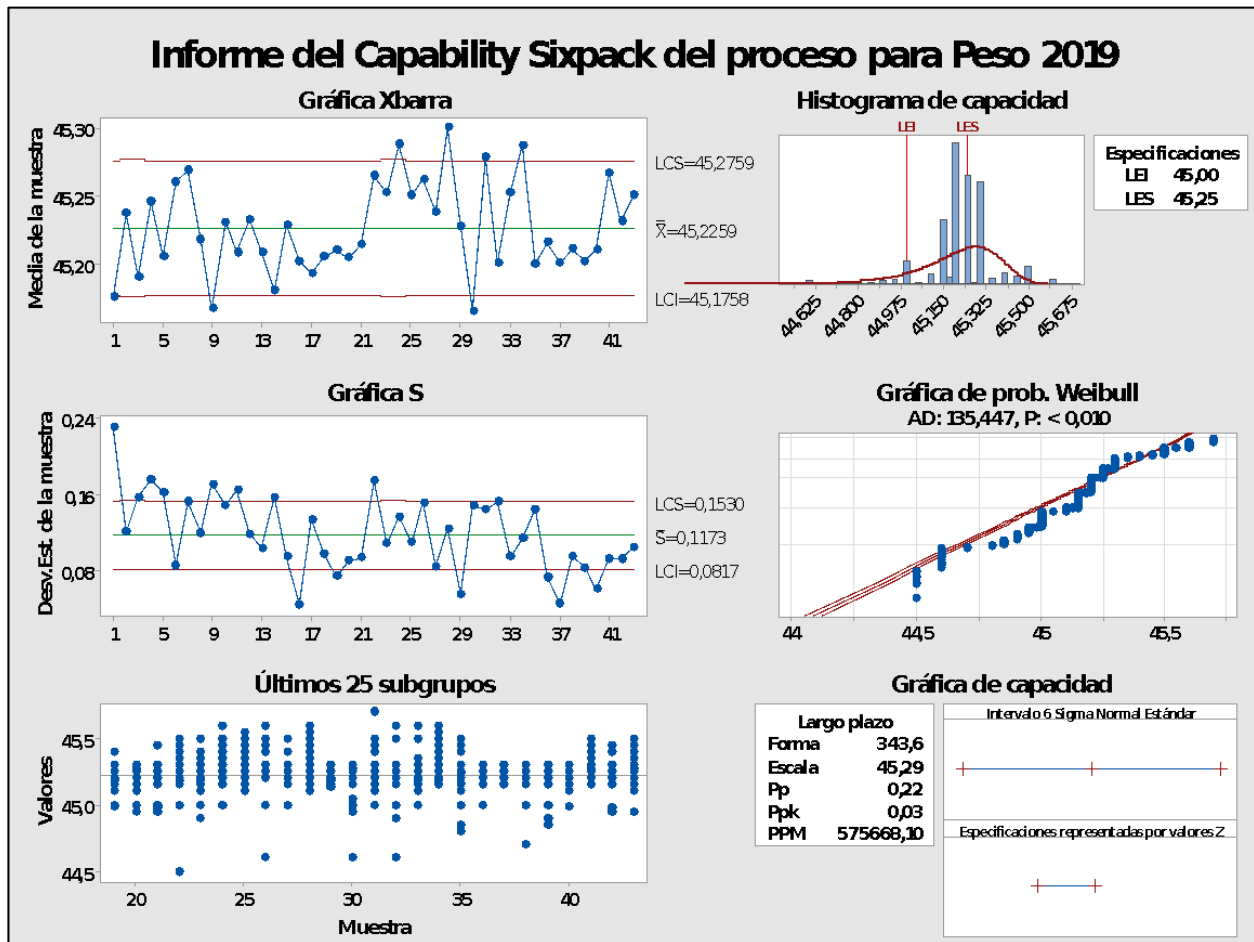 Informe del Capability Sixpack del proceso para Peso 2019
Gráfica Xbarra
Media de la muestra
45,30
45,25
45,20
1 5 9 13 17 21 25 29 33 37 41
LCS=45,2759
X=45,2259
LCI=45,1758
Histograma de capacidad
LEI LES
44,625 44,800 44,975 45,150 45,325 45,500 45,675
Especificaciones
LEI 45,00
LES 45,25
Gráfica S
Desv.Est. de la muestra
0,24
0,16
0,08
1 5 9 13 17 21 25 29 33 37 41
LCS=0,1530
S=0,1173
LCI=0,0817
Gráfica de prob. Weibull
AD: 135,447, P: < 0,010
44 44,5 45 45,5
Últimos 25 subgrupos
Valores
45,5
45,0
44,5
20 25 30 35 40
Muestra
Gráfica de capacidad
Largo plazo
Forma 343,6
Escala 45,29
Pp 0,22
Ppk 0,03
PPM 575668,10
Intervalo 6 Sigma Normal Estándar
Especificaciones representadas por valores Z